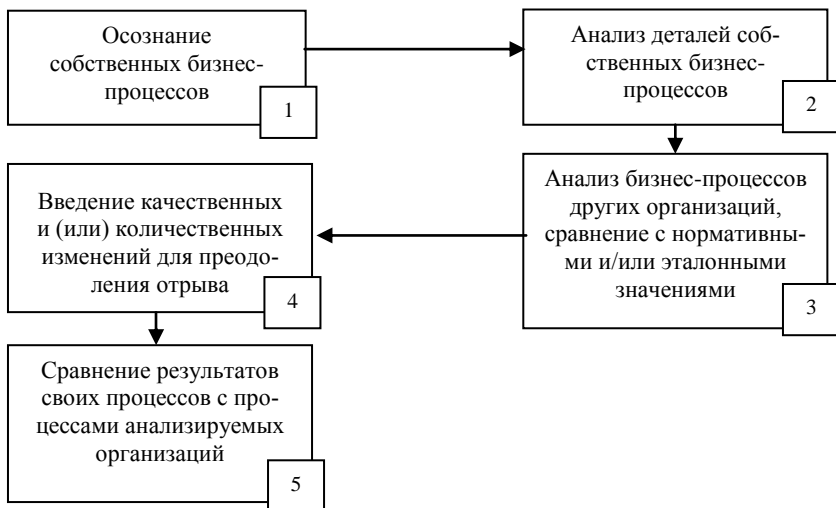 Осознание
собственных бизнес-
процессов
1
Анализ деталей соб-
ственных бизнес-
процессов
2
Анализ бизнес-процессов
других организаций,
сравнение с нормативны-
ми и/или эталонными
значениями
3
Введение качественных
и (или) количественных
изменений для преодо-
ления отрыва
4
Сравнение результатов
своих процессов с про-
цессами анализируемых
организаций
5